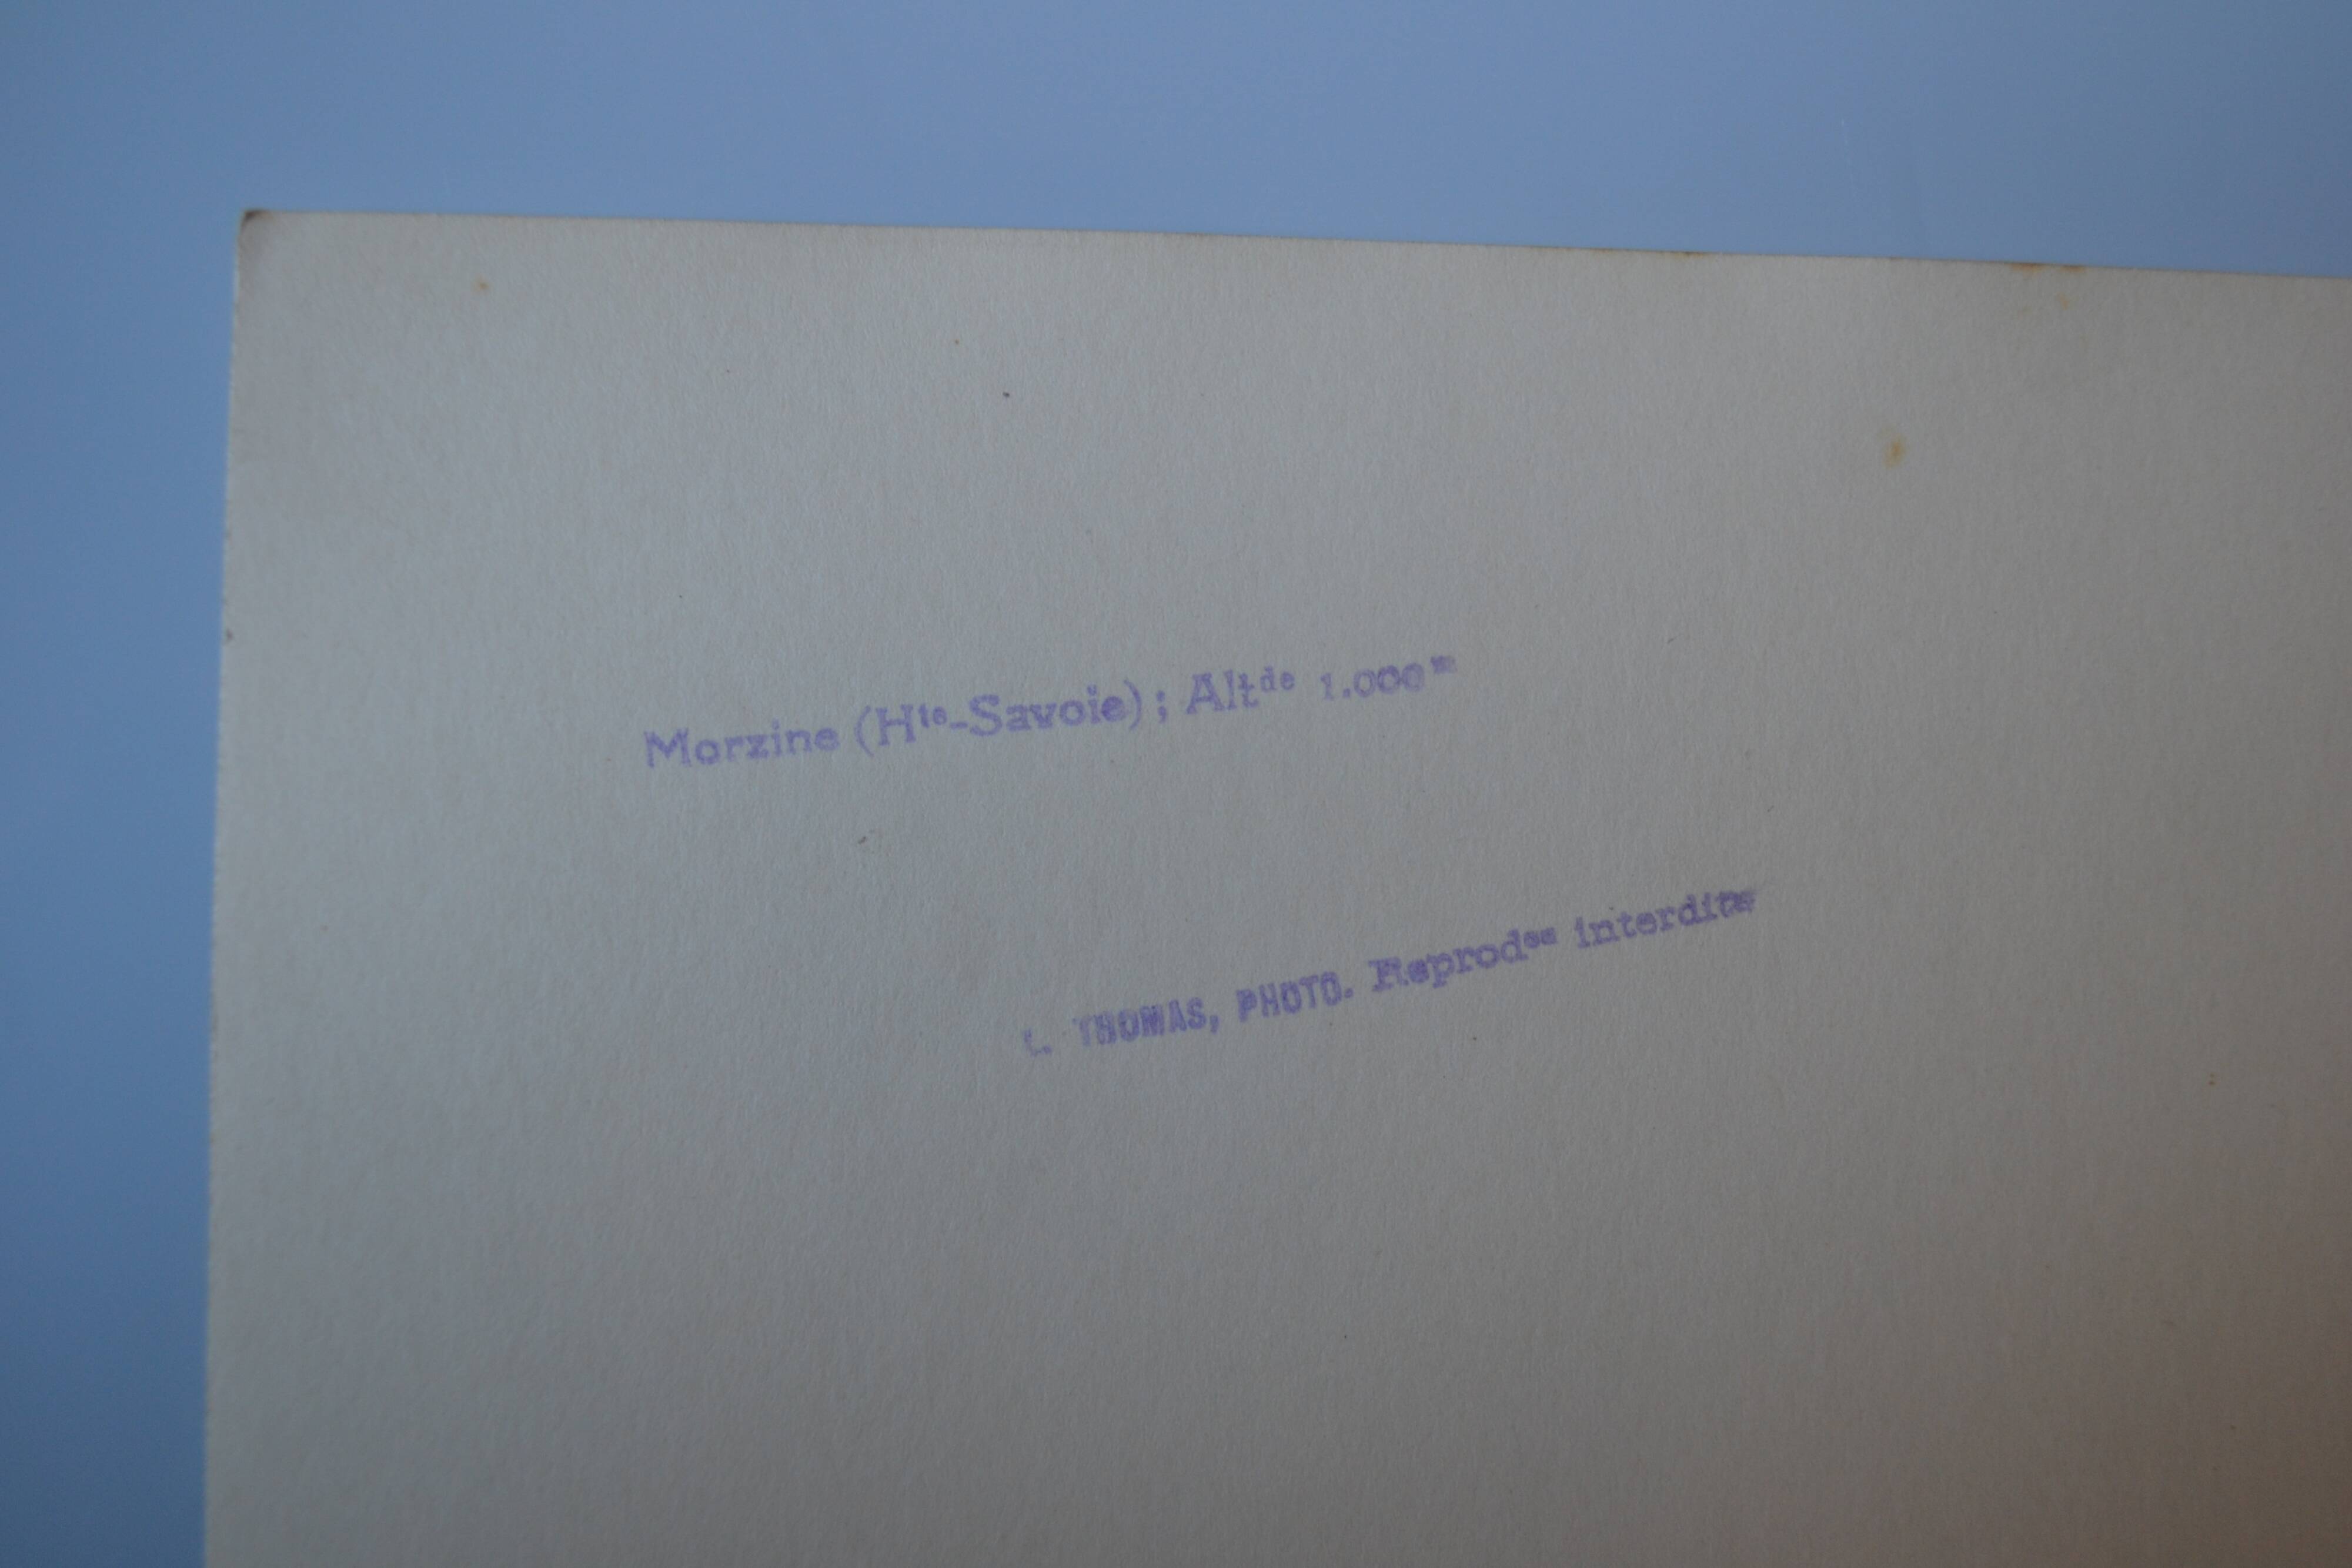 Morzine (Hte-Savoie) ; Altde 1.000m
L. THOMAS, PHOTO. Reprodon interdite